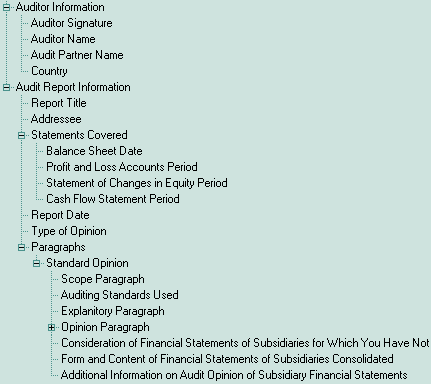 Auditor Information
Auditor Signature
Auditor Name
Audit Partner Name
Country
Audit Report Information
Report Title
Addressee
Statements Covered
Balance Sheet Date
Profit and Loss Accounts Period
Statement of Changes in Equity Period
Cash Flow Statement Period
Report Date
Type of Opinion
Paragraphs
Standard Opinion
Scope Paragraph
Auditing Standards Used
Explanitory Paragraph
Opinion Paragraph
Consideration of Financial Statements of Subsidiaries for Which You Have Not
Form and Content of Financial Statements of Subsidiaries Consolidated
Additional Information on Audit Opinion of Subsidiary Financial Statements